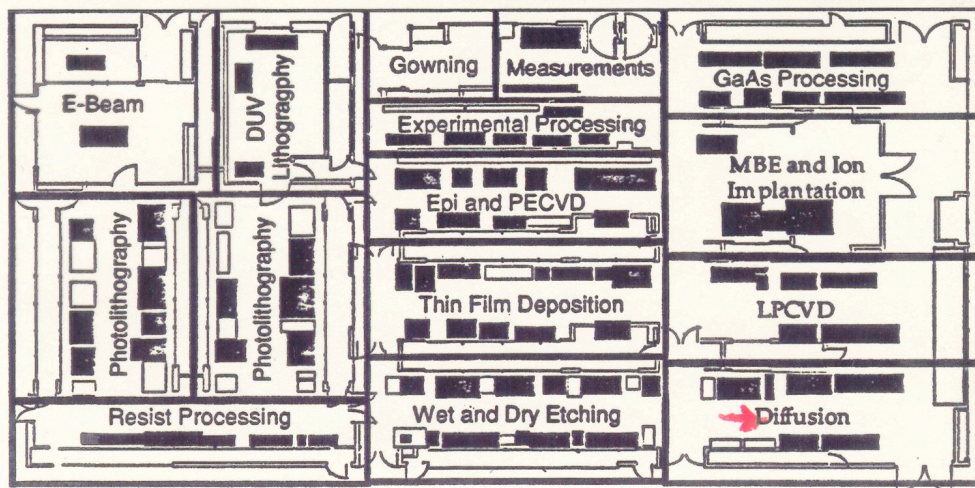 E-Beam
DUV
Lithography
Gowning
Measurements
GaAs Processing
Experimental Processing
MBE and Ion
Implantation
Epi and PECVD
Photolithography
Photolithography
Thin Film Deposition
LPCVD
Resist Processing
Wet and Dry Etching
Diffusion